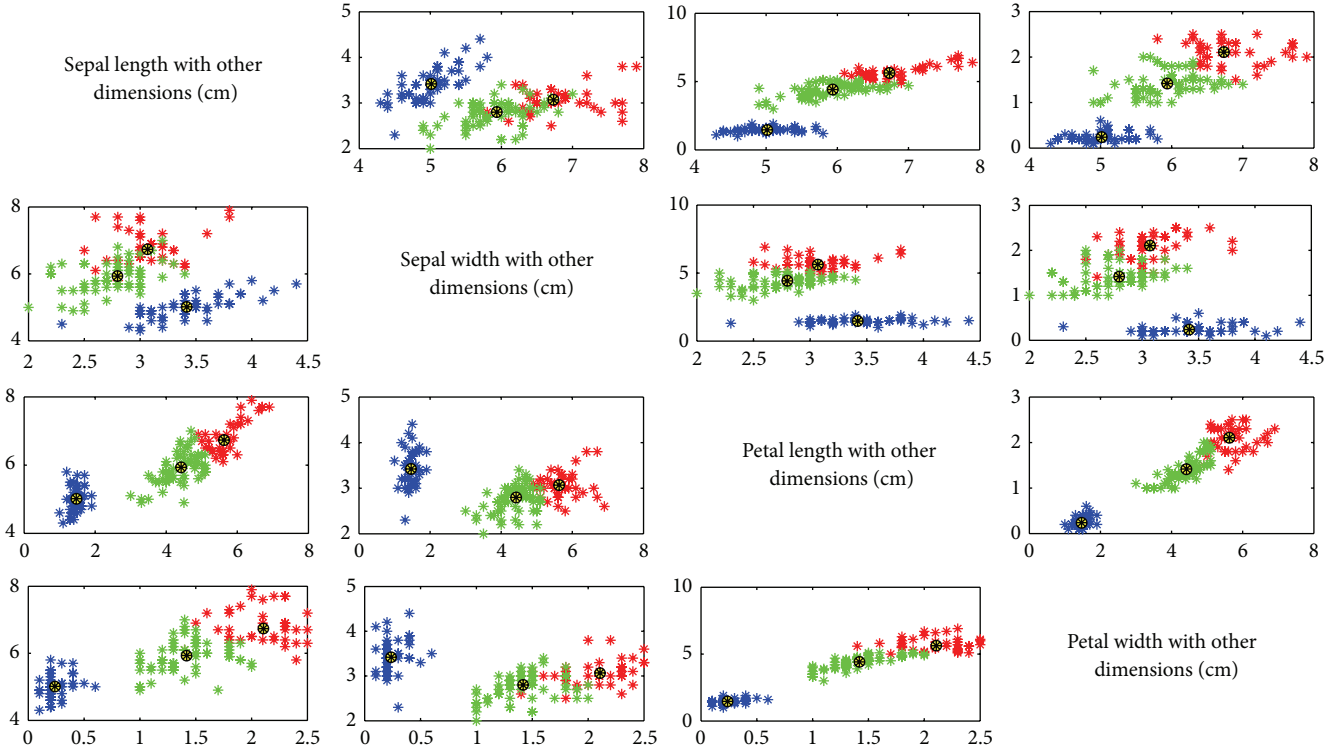 Sepal length with other
dimensions (cm)
5
4
3
2
4 5 6 7 8
10
5
0
4 5 6 7 8
3
2
1
0
4 5 6 7 8
8
6
4
2 2.5 3 3.5 4 4.5
Sepal width with other
dimensions (cm)
10
5
0
2 2.5 3 3.5 4 4.5
3
2
1
0
2 2.5 3 3.5 4 4.5
8
6
4
0 2 4 6 8
5
4
3
2
0 2 4 6 8
Petal length with other
dimensions (cm)
3
2
1
0
0 2 4 6 8
8
6
4
0 0.5 1 1.5 2 2.5
5
4
3
2
0 0.5 1 1.5 2 2.5
10
5
0
0 0.5 1 1.5 2 2.5
Petal width with other
dimensions (cm)